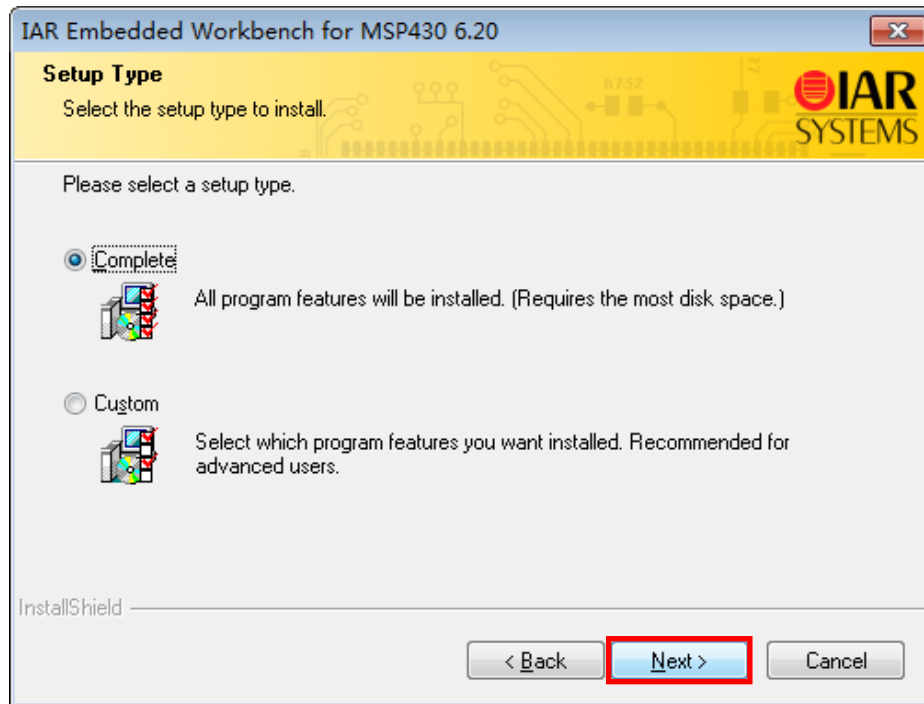 IAR Embedded Workbench for MSP430 6.20
Setup Type
Select the setup type to install.
h752
IAR
SYSTEMS
Please select a setup type.
Complete
All program features will be installed. (Requires the most disk space.)
Custom
Select which program features you want installed. Recommended for
advanced users.
InstallShield
< Back
Next >
Cancel